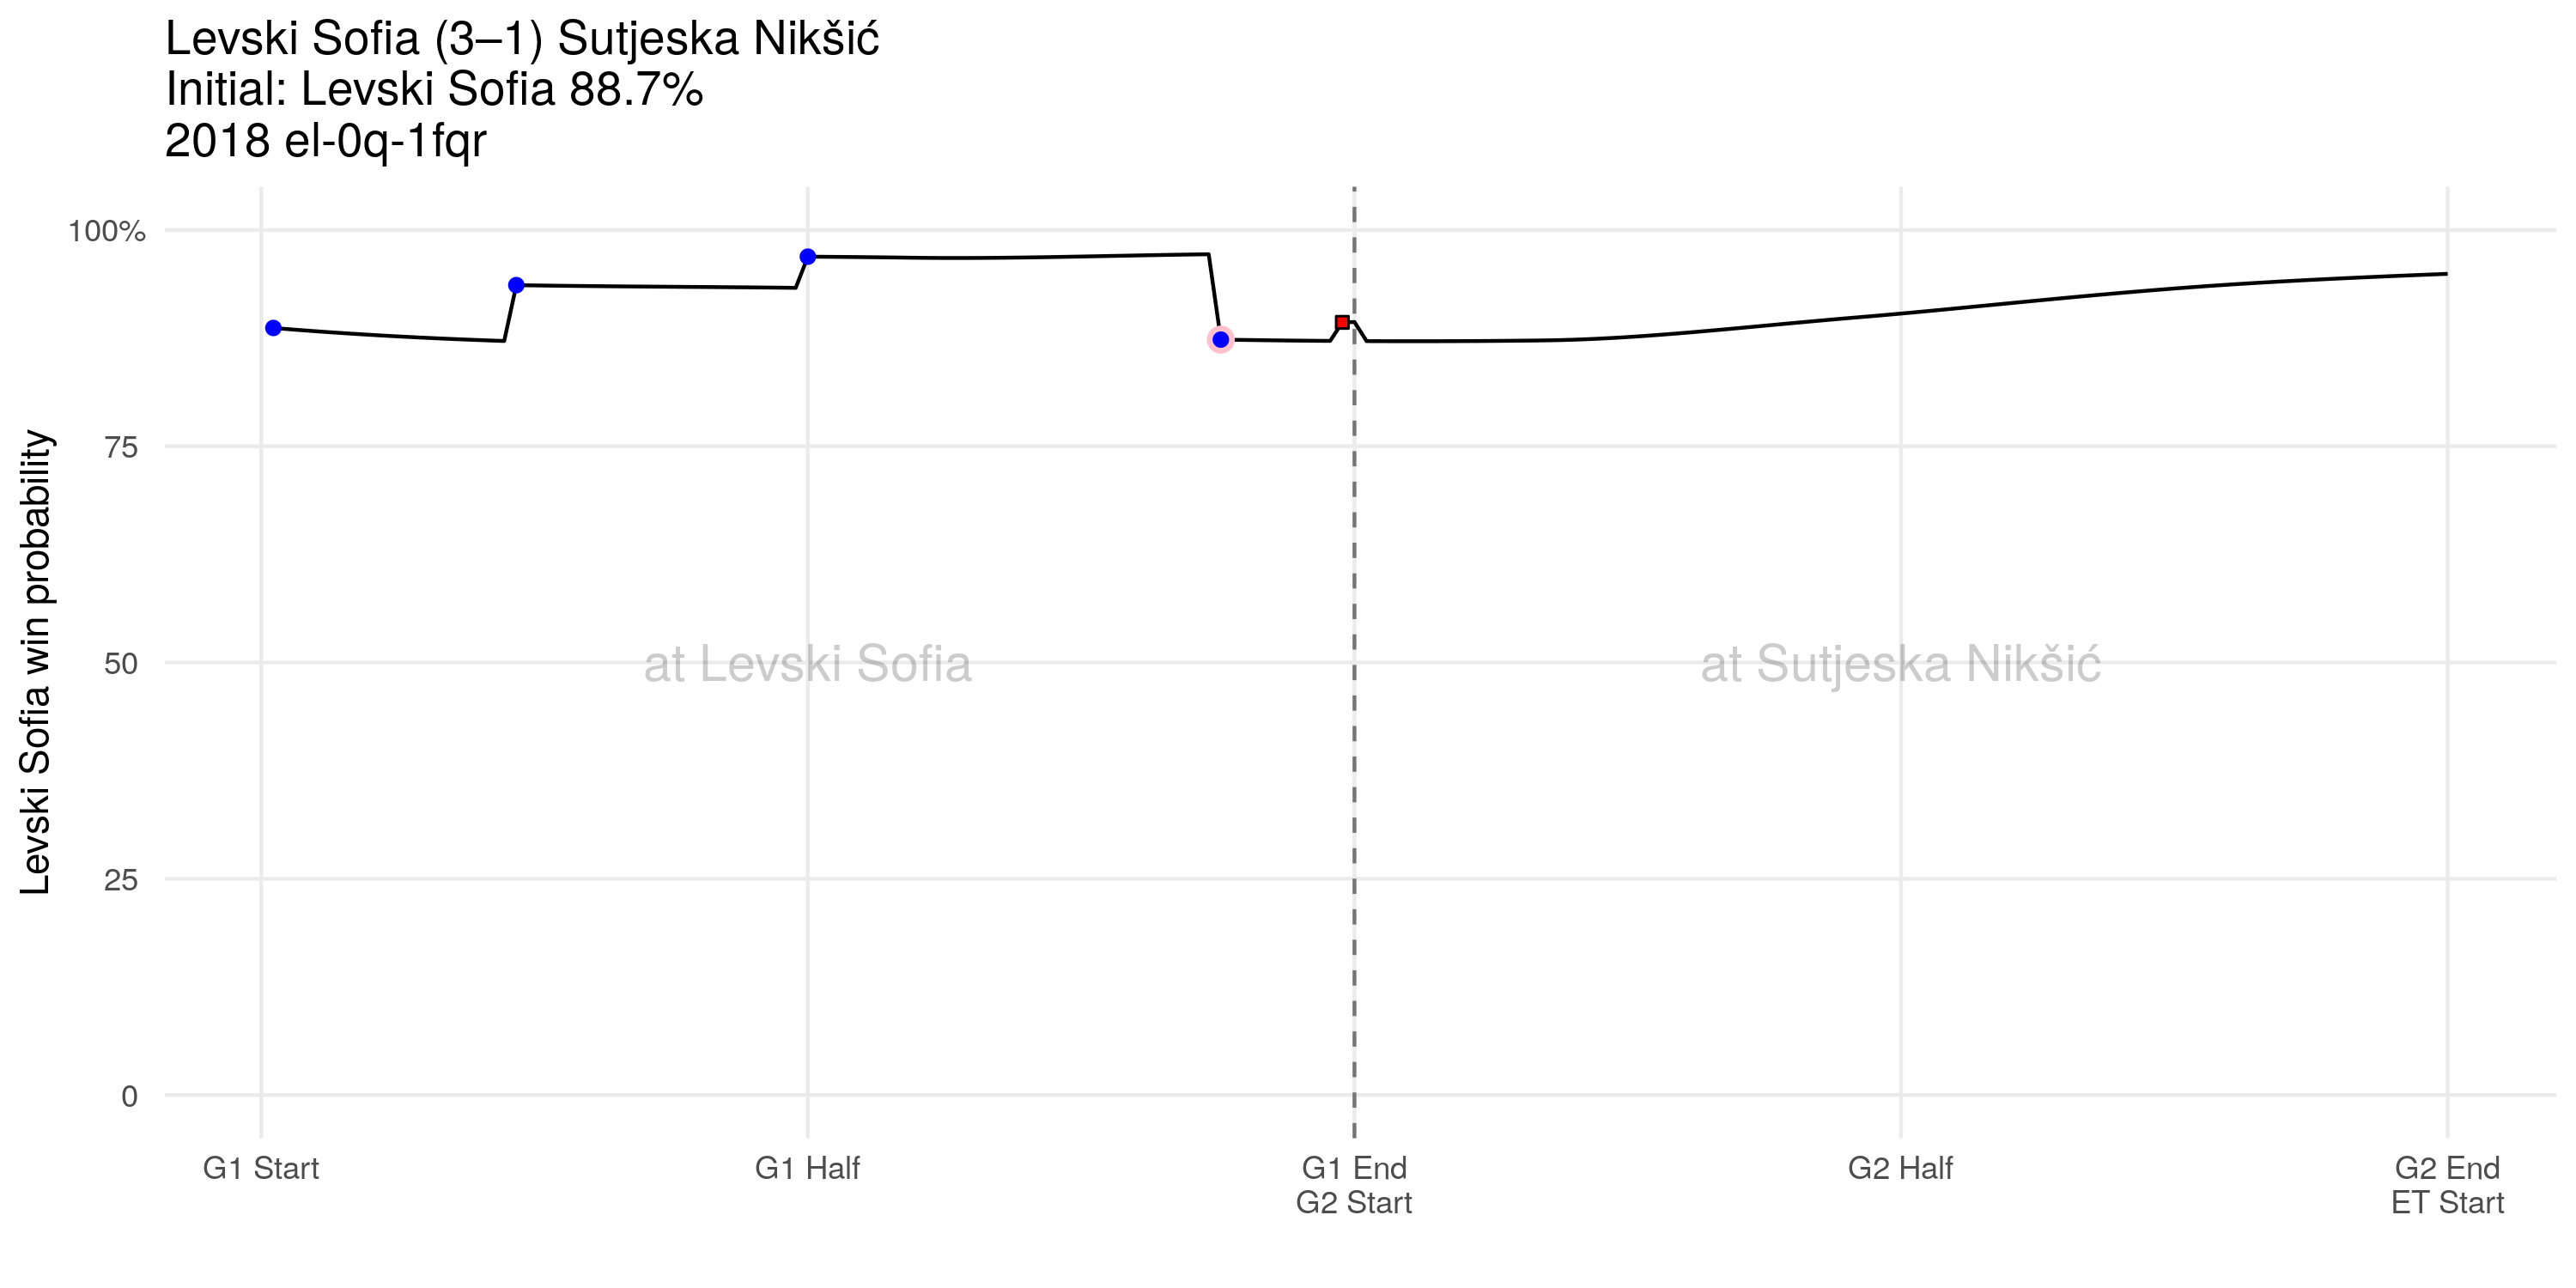 Levski Sofia (3–1) Sutjeska Nikšić
Initial: Levski Sofia 88.7%
2018 el-0q-1fqr
Levski Sofia win probability
100%
75
50
25
0
at Levski Sofia
at Sutjeska Nikšić
G1 Start
G1 Half
G1 End
G2 Start
G2 Half
G2 End
ET Start